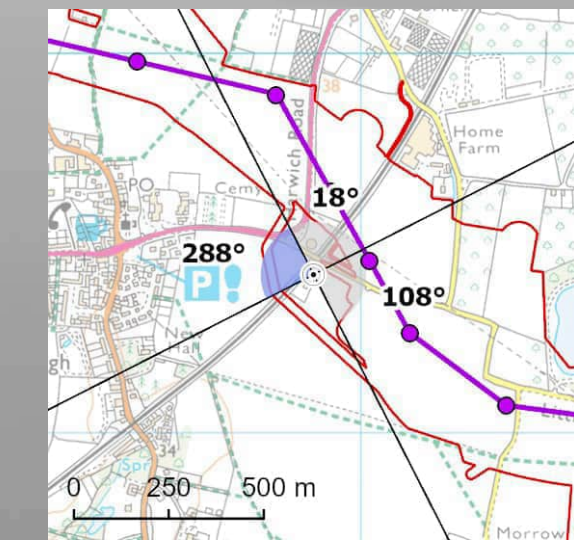 38
Home
Farm
PO
Cemy
rwich Road
18°
288°
P!
108°
New
Hall
gh
Spr
34
0 250 500 m
Morrow